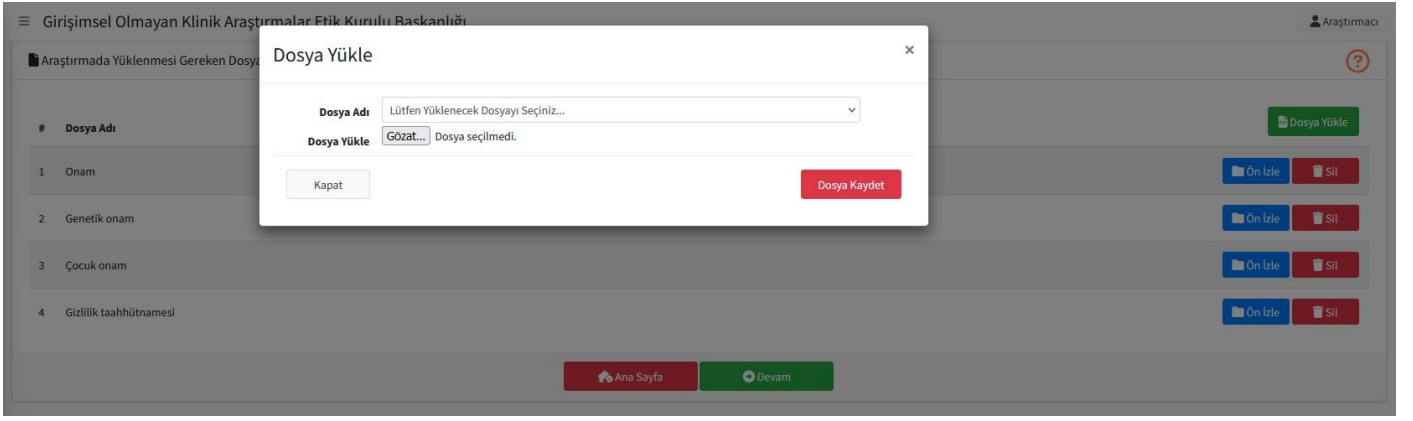 Girişimsel Olmayan Klinik Araştırmalar Etik Kurulu Başkanlığı
Araştırmacı
Araştırmada Yüklenmesi Gereken Dosya
Dosya Yükle
×
?
Dosya Adı Lütfen Yüklenecek Dosyayı Seçiniz...
Dosya Yükle Gözat... Dosya seçilmedi.
Kapat Dosya Kaydet
# Dosya Adı Dosya Yükle
1 Onam Ön İzle Sil
2 Genetik onam Ön İzle Sil
3 Çocuk onam Ön İzle Sil
4 Gizlilik taahhütnamesi Ön İzle Sil
Ana Sayfa Devam